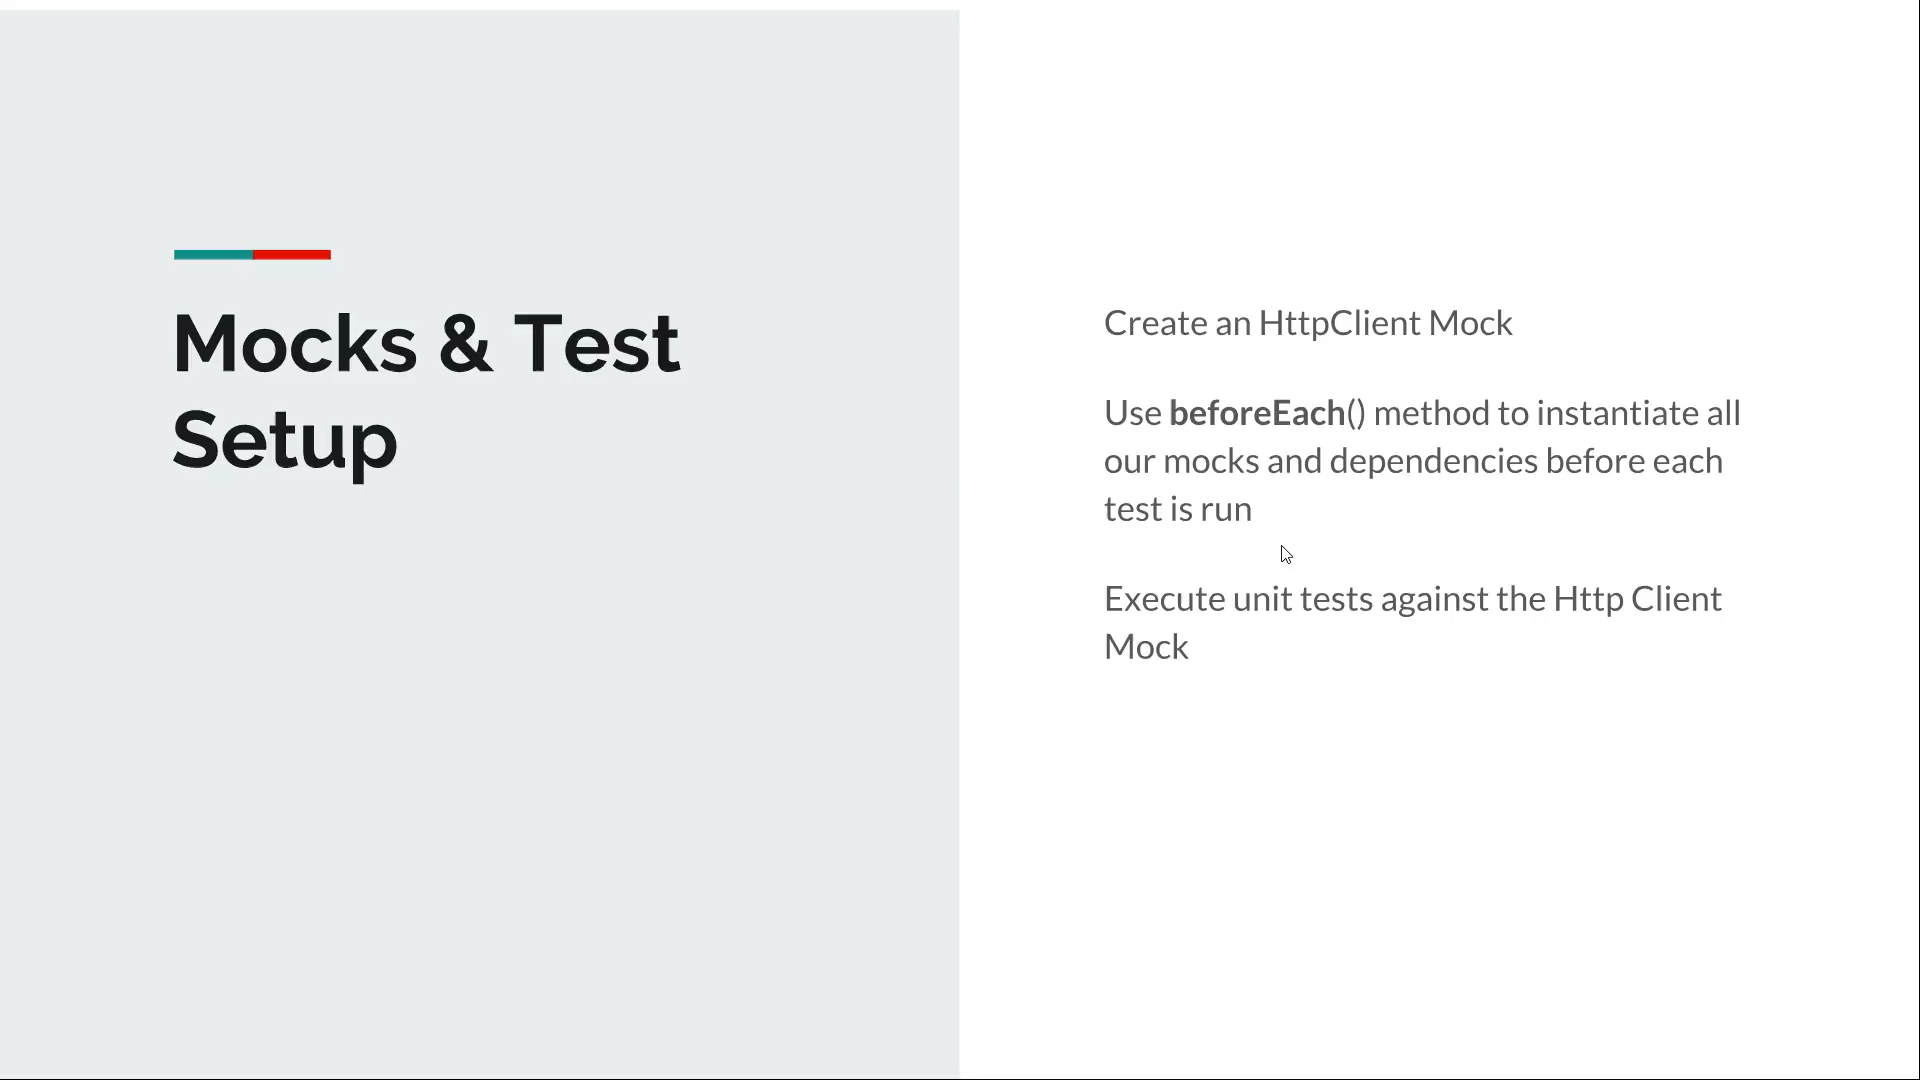 Mocks & Test
Setup
Create an HttpClient Mock
Use beforeEach() method to instantiate all
our mocks and dependencies before each
test is run
Execute unit tests against the Http Client
Mock